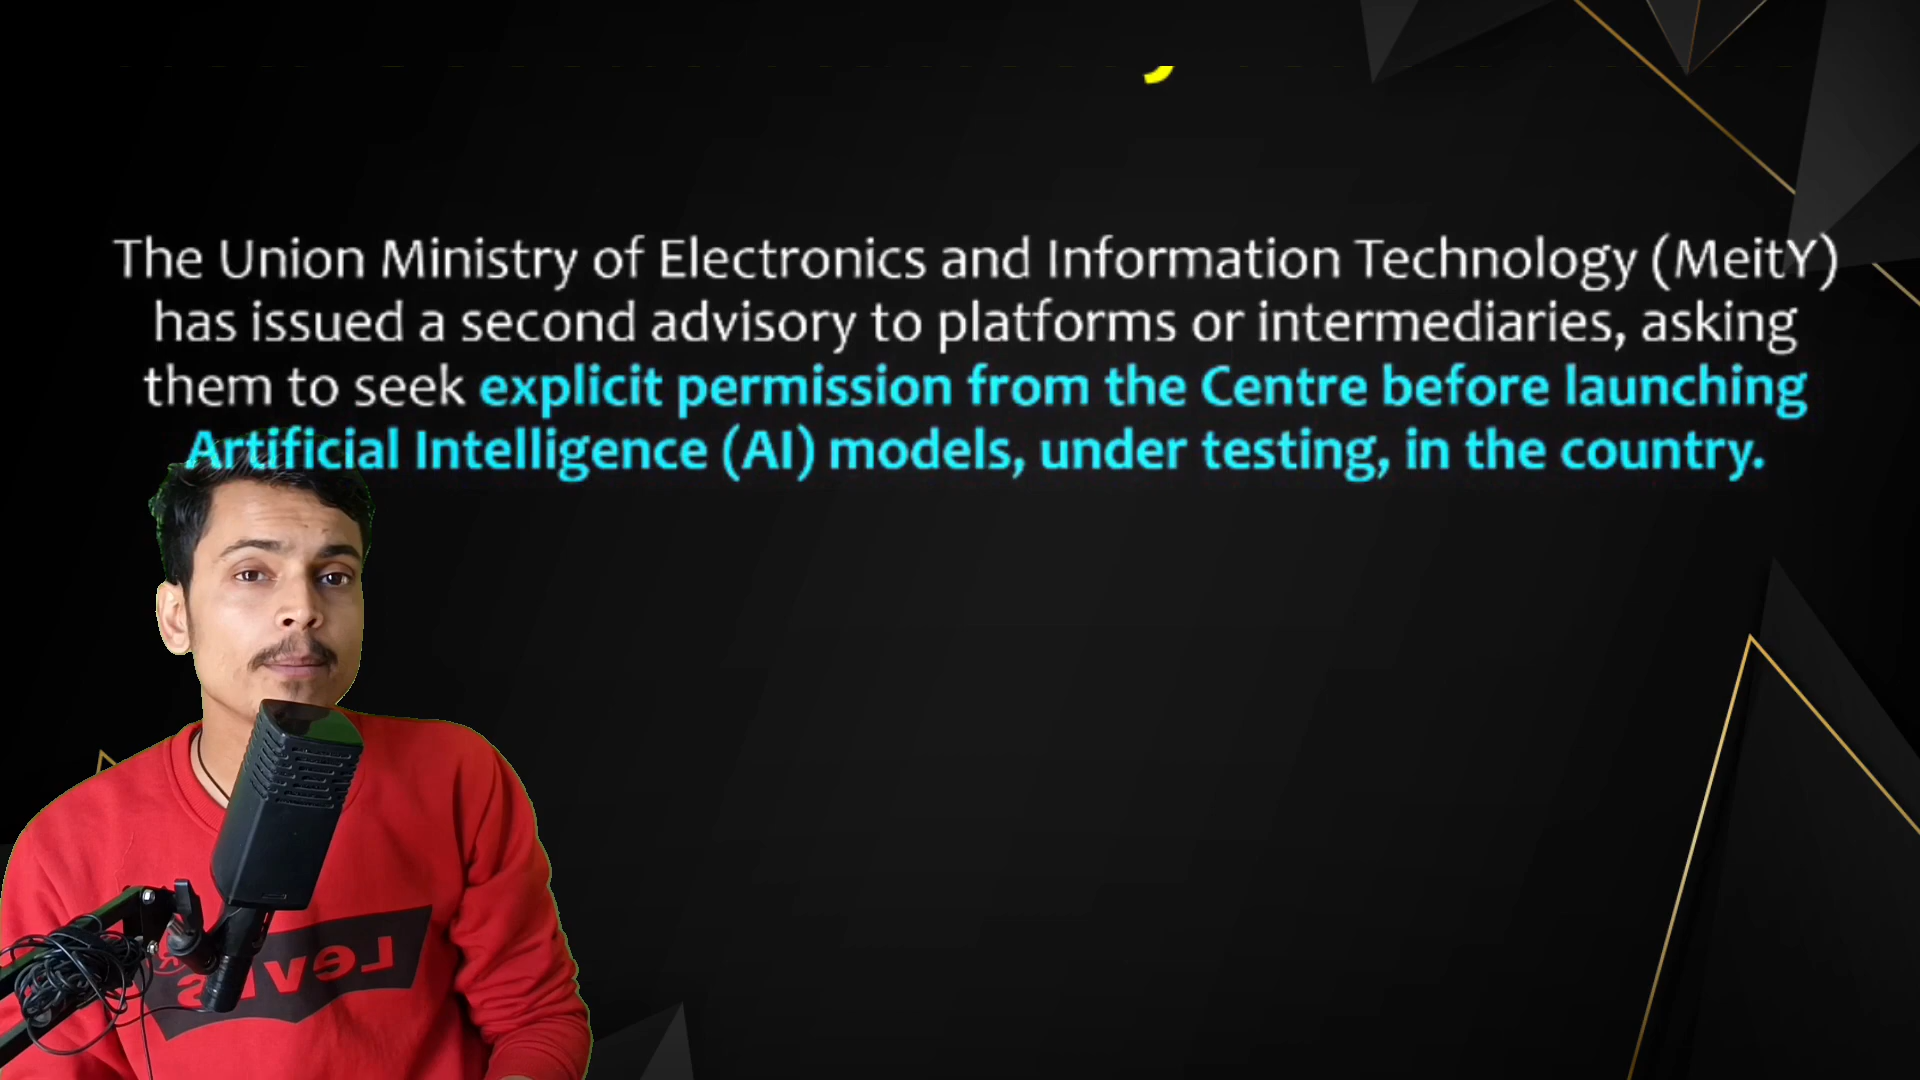 The Union Ministry of Electronics and Information Technology (MeitY)
has issued a second advisory to platforms or intermediaries, asking
them to seek explicit permission from the Centre before launching
Artificial Intelligence (AI) models, under testing, in the country.
Levi's